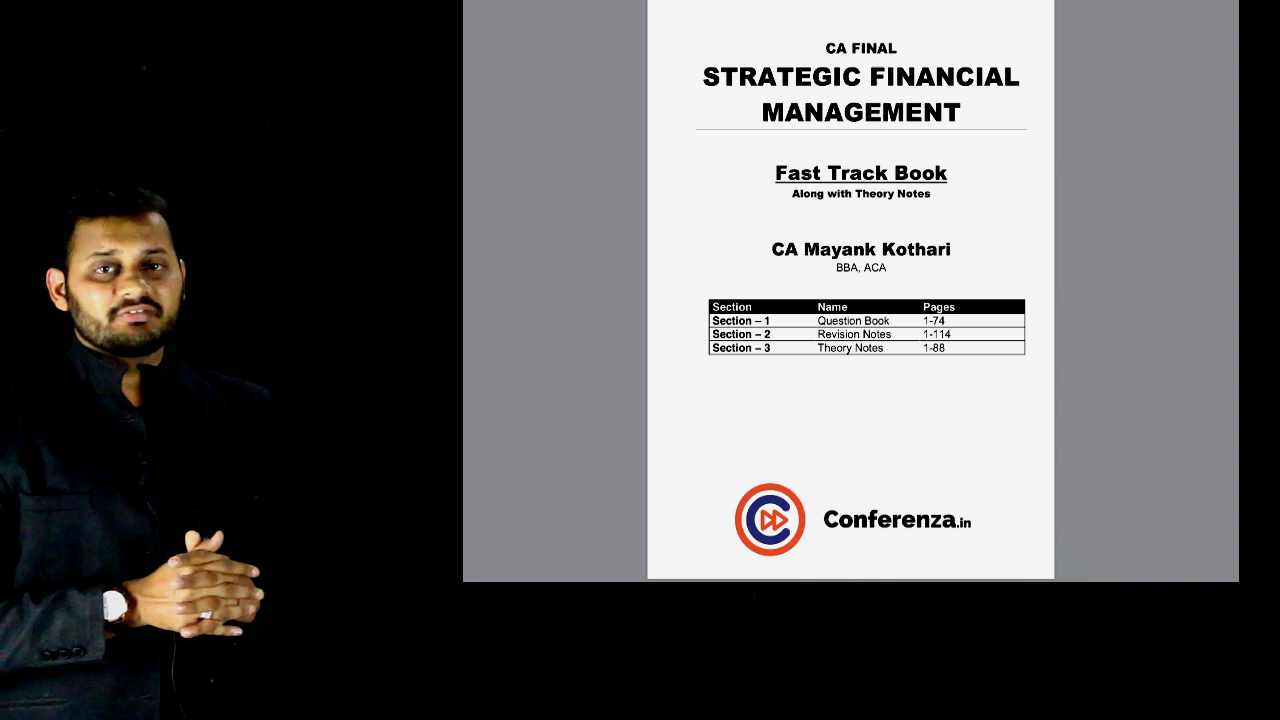 CA FINAL
STRATEGIC FINANCIAL
MANAGEMENT
Fast Track Book
Along with Theory Notes
CA Mayank Kothari
BBA, ACA
Section Name Pages
Section – 1 Question Book 1-74
Section – 2 Revision Notes 1-114
Section – 3 Theory Notes 1-88
Conferenza.in